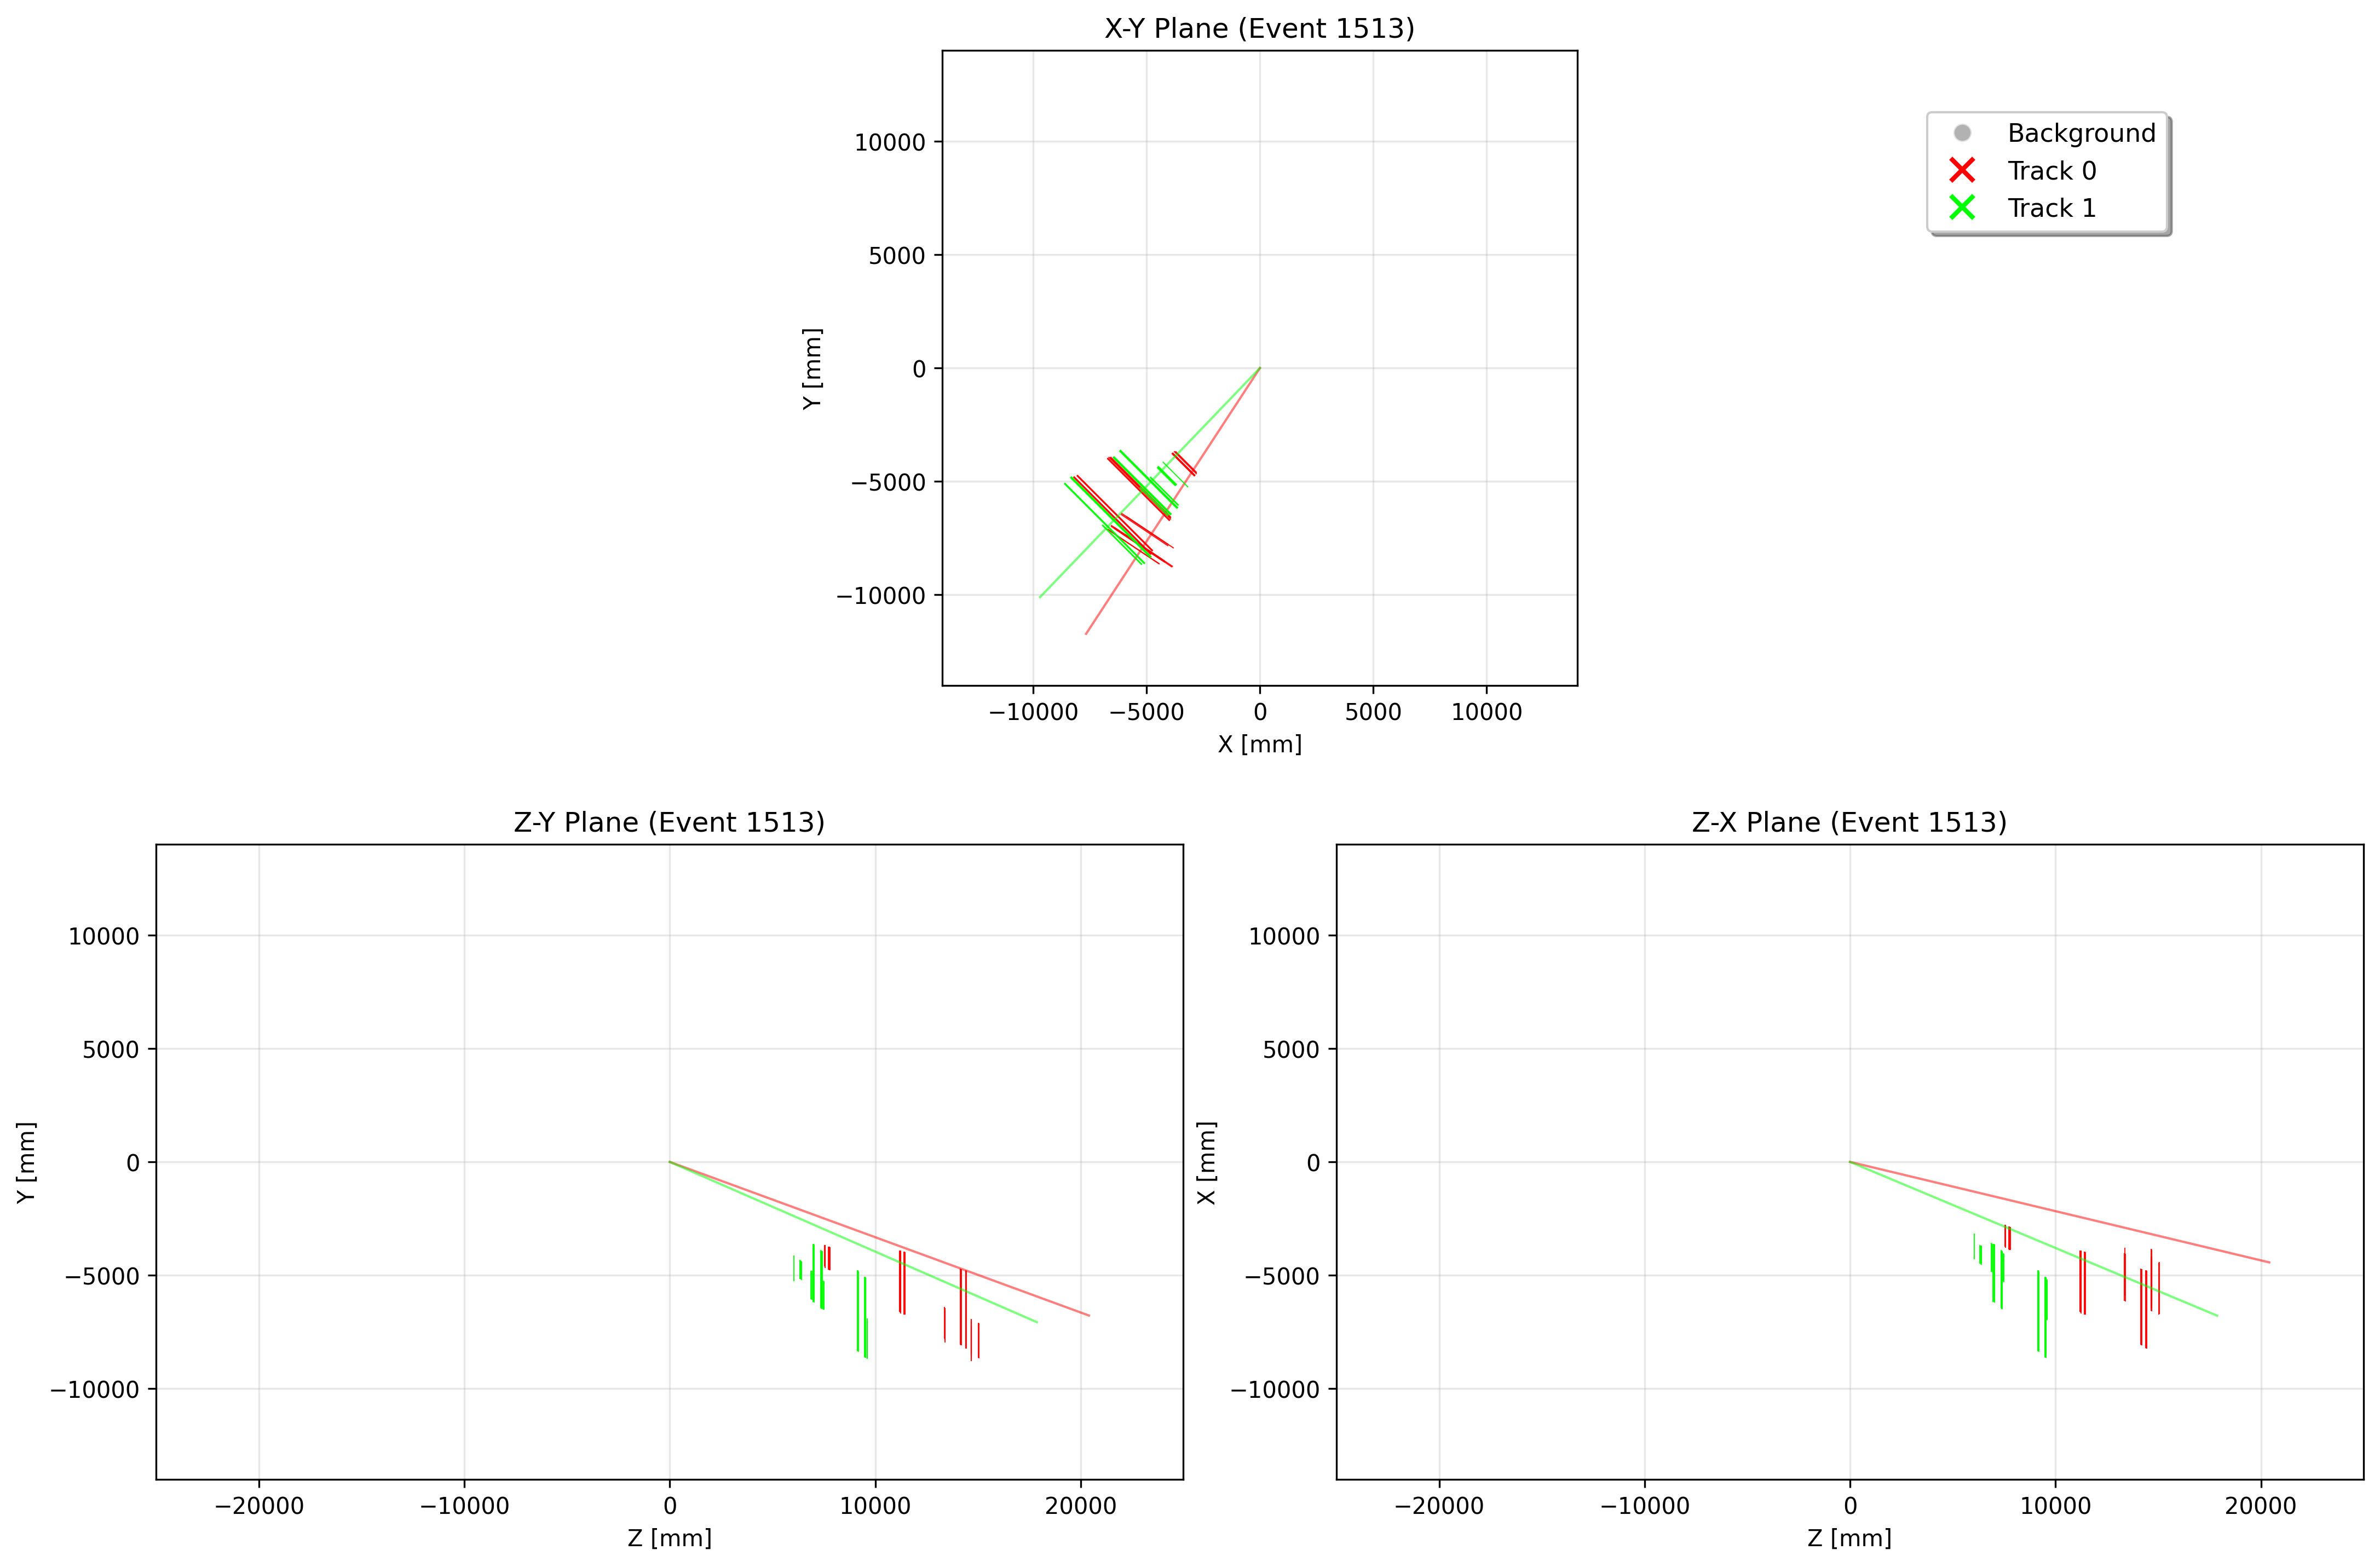 X-Y Plane (Event 1513)
10000
5000
0
−5000
−10000
Y [mm]
−10000 −5000 0 5000 10000
X [mm]
Background
Track 0
Track 1
Z-Y Plane (Event 1513)
10000
5000
0
−5000
−10000
Y [mm]
−20000 −10000 0 10000 20000
Z [mm]
Z-X Plane (Event 1513)
10000
5000
0
−5000
−10000
X [mm]
−20000 −10000 0 10000 20000
Z [mm]